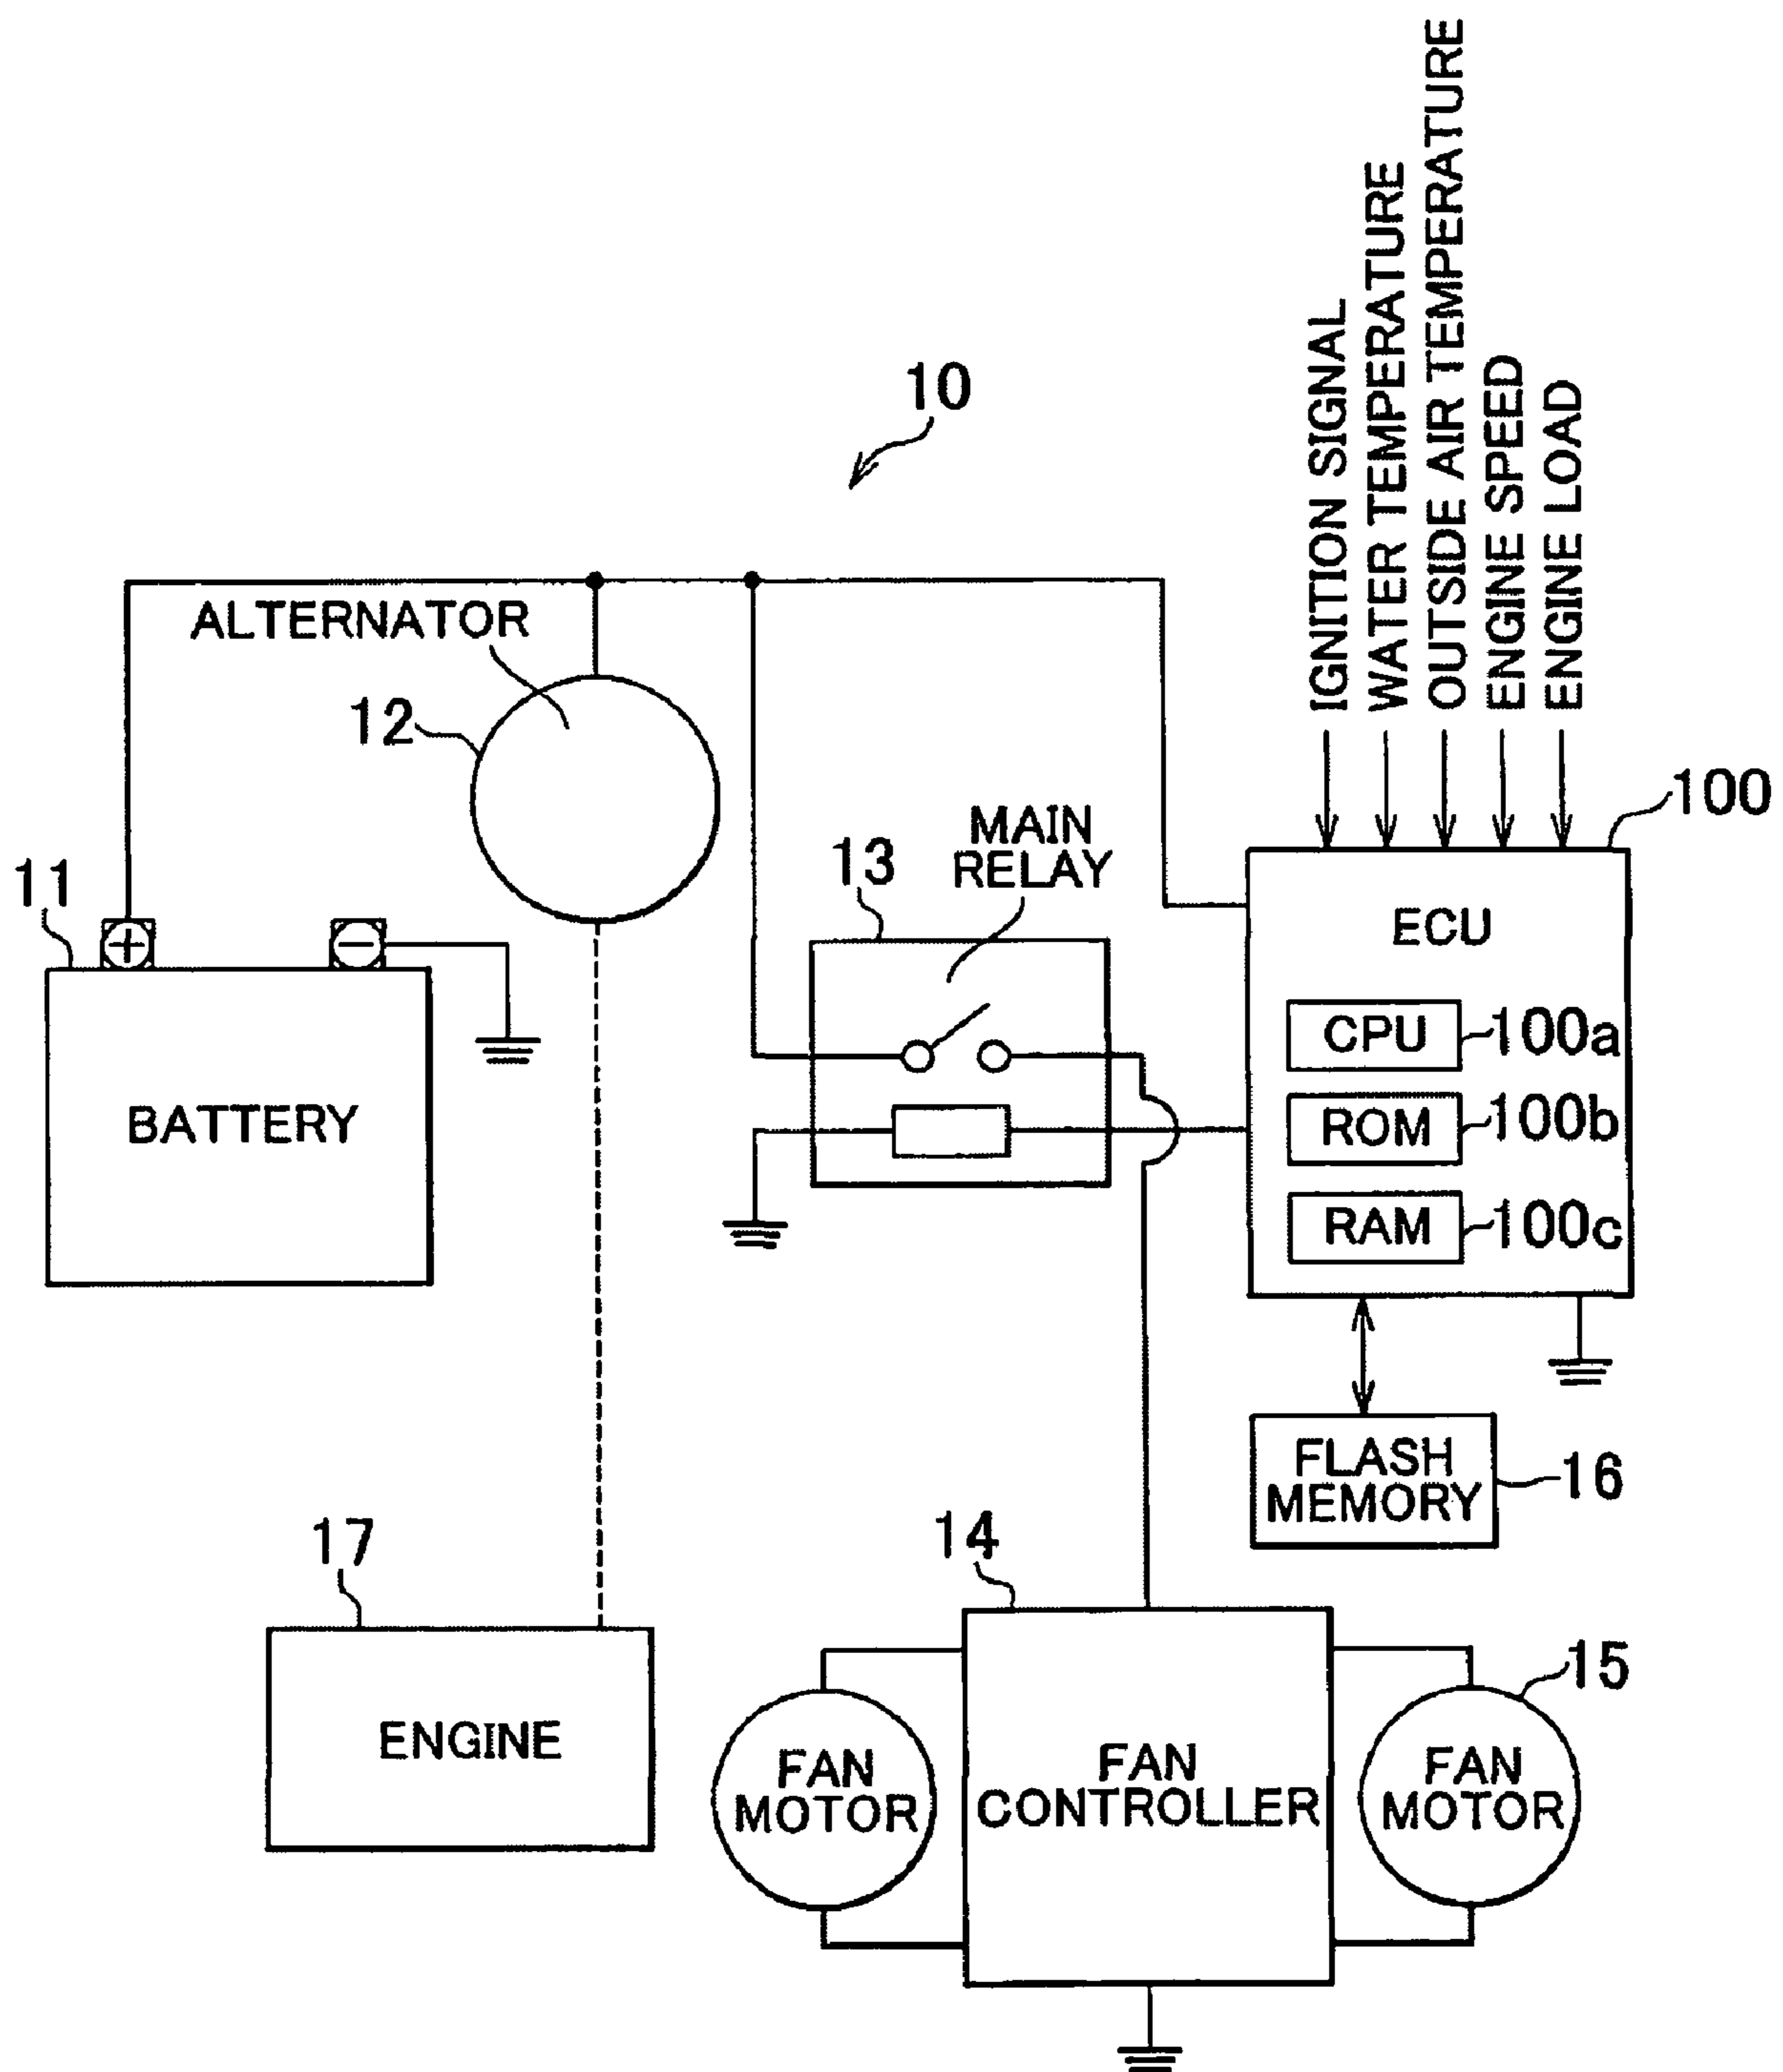 IGNITION SIGNAL
WATER TEMPERATURE
OUTSIDE AIR TEMPERATURE
ENGINE SPEED
ENGINE LOAD
10
ALTERNATOR
12
100
MAIN
RELAY
13
11
+
−
ECU
CPU
100a
BATTERY
ROM
100b
RAM
100c
FLASH
MEMORY
16
17
14
15
ENGINE
FAN
MOTOR
FAN
CONTROLLER
FAN
MOTOR